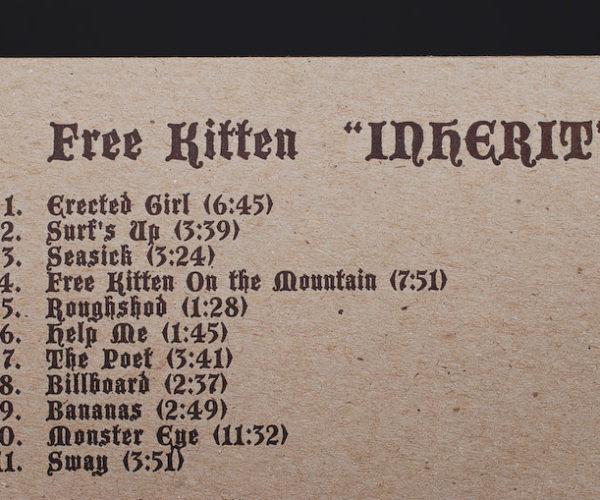 Free Kitten “INHERIT”
1. Erected Girl (6:45)
2. Surf's Up (3:39)
3. Seasick (3:24)
4. Free Kitten On the Mountain (7:51)
5. Roughshod (1:28)
6. Help Me (1:45)
7. The Poet (3:41)
8. Billboard (2:37)
9. Bananas (2:49)
0. Monster Eye (11:32)
11. Sway (3:51)